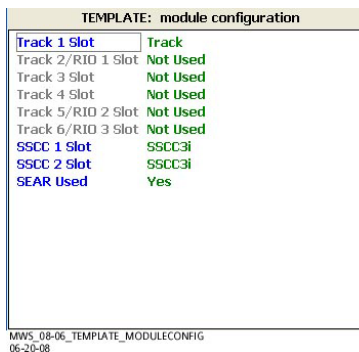 TEMPLATE: module configuration
Track 1 Slot Track
Track 2/RIO 1 Slot Not Used
Track 3 Slot Not Used
Track 4 Slot Not Used
Track 5/RIO 2 Slot Not Used
Track 6/RIO 3 Slot Not Used
SSCC 1 Slot SSCC3i
SSCC 2 Slot SSCC3i
SEAR Used Yes
MWS_08-06_TEMPLATE_MODULECONFIG
06-20-08